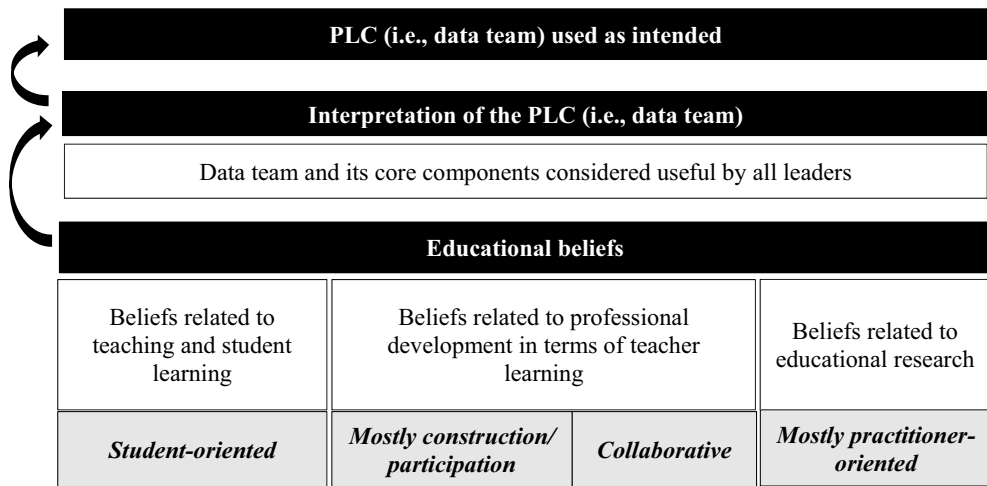 PLC (i.e., data team) used as intended
Interpretation of the PLC (i.e., data team)
Data team and its core components considered useful by all leaders
Educational beliefs
Beliefs related to
teaching and student
learning
Beliefs related to professional
development in terms of teacher
learning
Beliefs related to
educational research
Student-oriented
Mostly construction/
participation
Collaborative
Mostly practitioner-
oriented